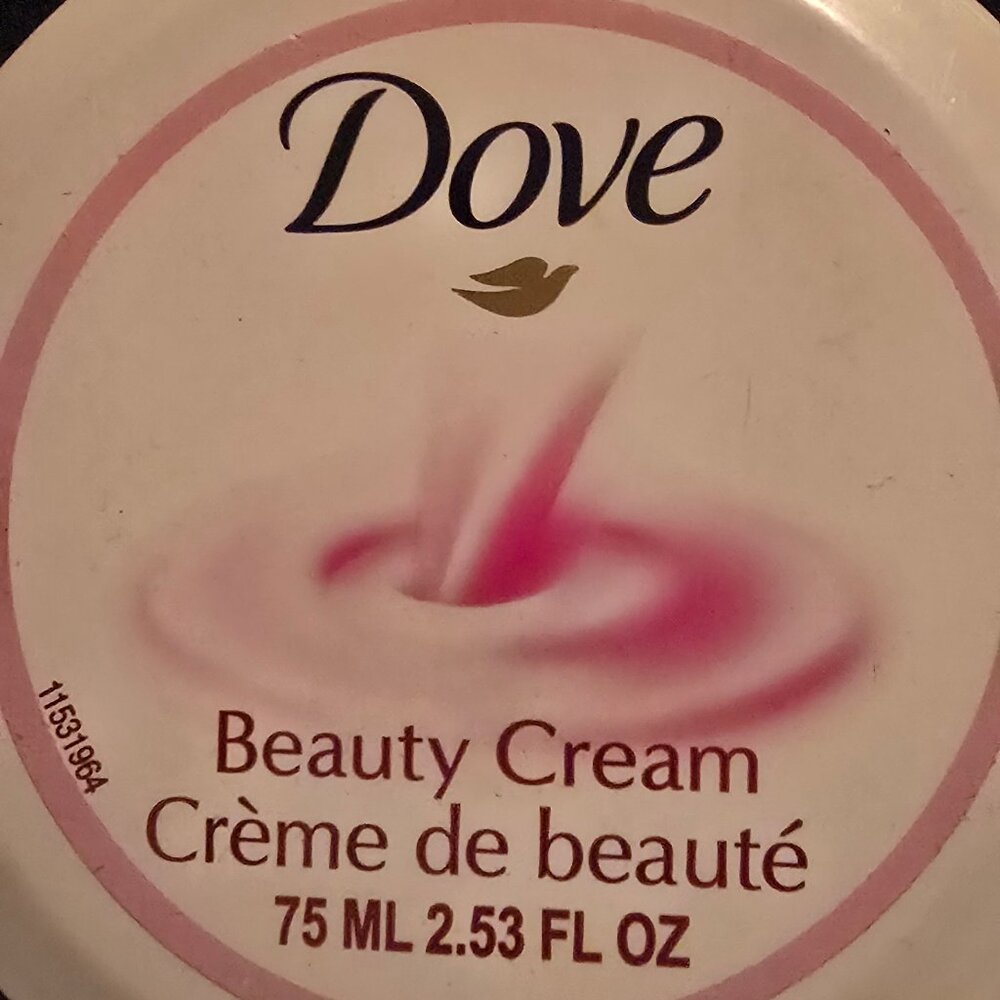 Dove
11531964
Beauty Cream
Crème de beauté
75 ML 2.53 FL OZ